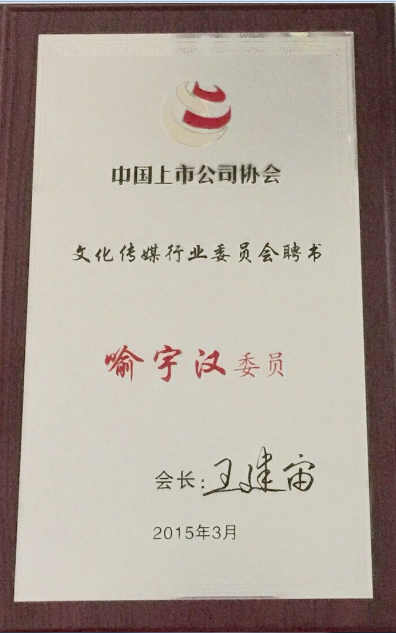 中国上市公司协会
文化传媒行业委员会聘书
喻宇汉委员
会长：王建宙
2015年3月